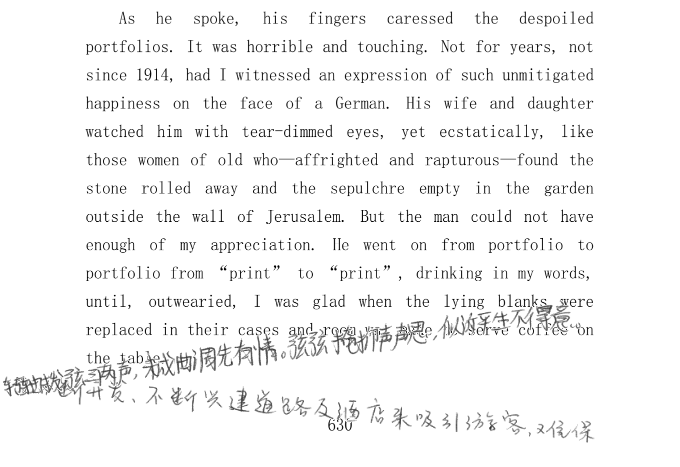 As he spoke, his fingers caressed the despoiled
portfolios. It was horrible and touching. Not for years, not
since 1914, had I witnessed an expression of such unmitigated
happiness on the face of a German. His wife and daughter
watched him with tear-dimmed eyes, yet ecstatically, like
those women of old who—affrighted and rapturous—found the
stone rolled away and the sepulchre empty in the garden
outside the wall of Jerusalem. But the man could not have
enough of my appreciation. He went on from portfolio to
portfolio from “print” to “print”, drinking in my words,
until, outwearied, I was glad when the lying blanks were
replaced in their cases and room was made to serve coffee on
the table
转轴拨弦三两声，未成曲调先有情。弦弦掩抑声声思，似诉平生不得意。
开发、不断兴建道路及酒店来吸引游客，又信保
630